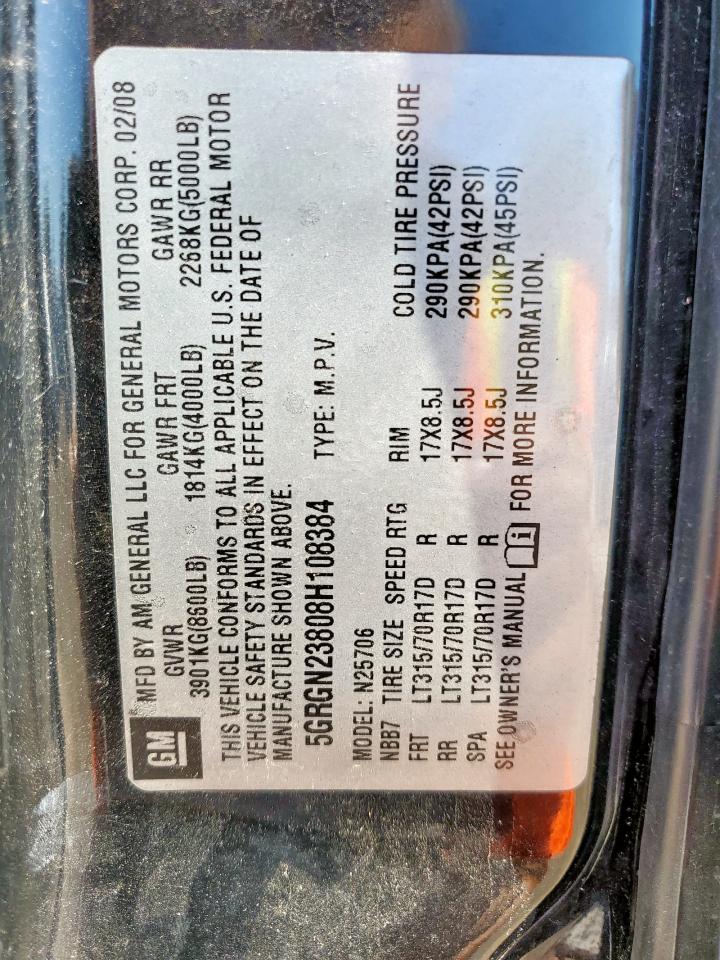 GM
MFD BY AM GENERAL LLC FOR GENERAL MOTORS CORP. 02/08
GVWR GAWR FRT GAWR RR
3901KG(8600LB) 1814KG(4000LB) 2268KG(5000LB)
THIS VEHICLE CONFORMS TO ALL APPLICABLE U.S. FEDERAL MOTOR
VEHICLE SAFETY STANDARDS IN EFFECT ON THE DATE OF
MANUFACTURE SHOWN ABOVE.
5GRGN23808H108384 TYPE: M.P.V.
MODEL: N25706
NBB7 TIRE SIZE SPEED RTG RIM COLD TIRE PRESSURE
FRT LT315/70R17D R 17X8.5J 290KPA(42PSI)
RR LT315/70R17D R 17X8.5J 290KPA(42PSI)
SPA LT315/70R17D R 17X8.5J 310KPA(45PSI)
SEE OWNER'S MANUAL FOR MORE INFORMATION.